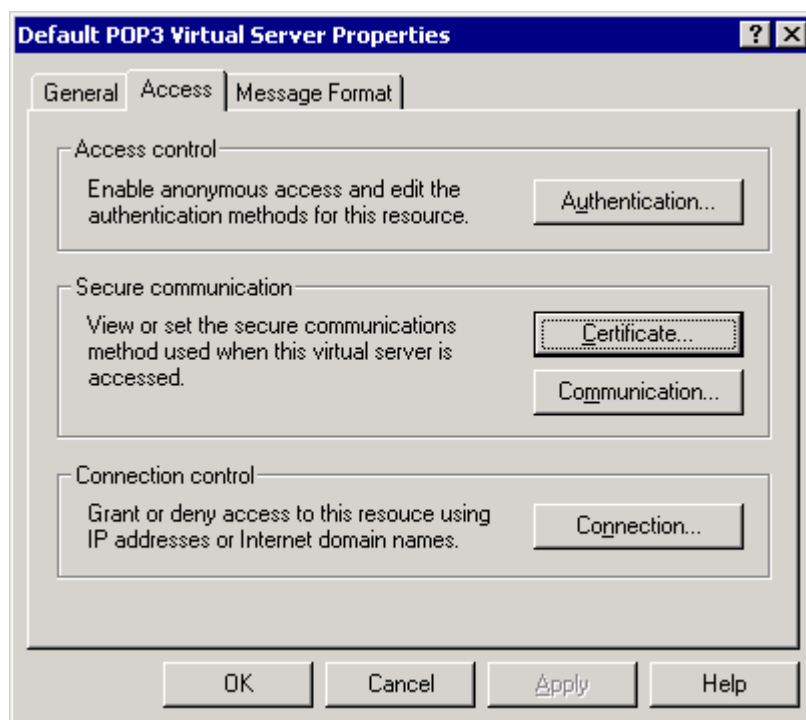 Default POP3 Virtual Server Properties
General Access Message Format
Access control
Enable anonymous access and edit the
authentication methods for this resource.
Authentication...
Secure communication
View or set the secure communications
method used when this virtual server is
accessed.
Certificate...
Communication...
Connection control
Grant or deny access to this resouce using
IP addresses or Internet domain names.
Connection...
OK Cancel Apply Help